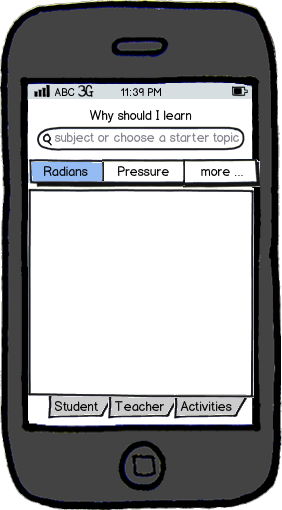 ABC 3G 11:39 PM
Why should I learn
subject or choose a starter topic
Radians Pressure more ...
Student Teacher Activities